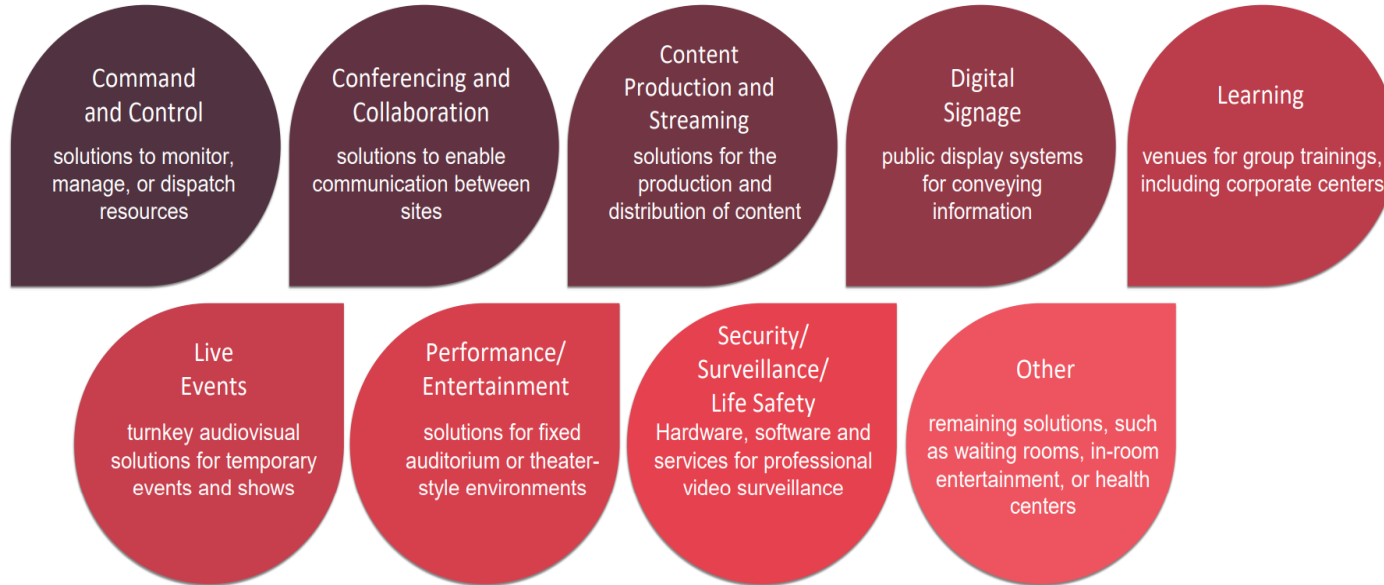 Command
and Control
solutions to monitor,
manage, or dispatch
resources
Conferencing and
Collaboration
solutions to enable
communication between
sites
Content
Production and
Streaming
solutions for the
production and
distribution of content
Digital
Signage
public display systems
for conveying
information
Learning
venues for group trainings,
including corporate centers
Live
Events
turnkey audiovisual
solutions for temporary
events and shows
Performance/
Entertainment
solutions for fixed
auditorium or theater-
style environments
Security/
Surveillance/
Life Safety
Hardware, software and
services for professional
video surveillance
Other
remaining solutions, such
as waiting rooms, in-room
entertainment, or health
centers